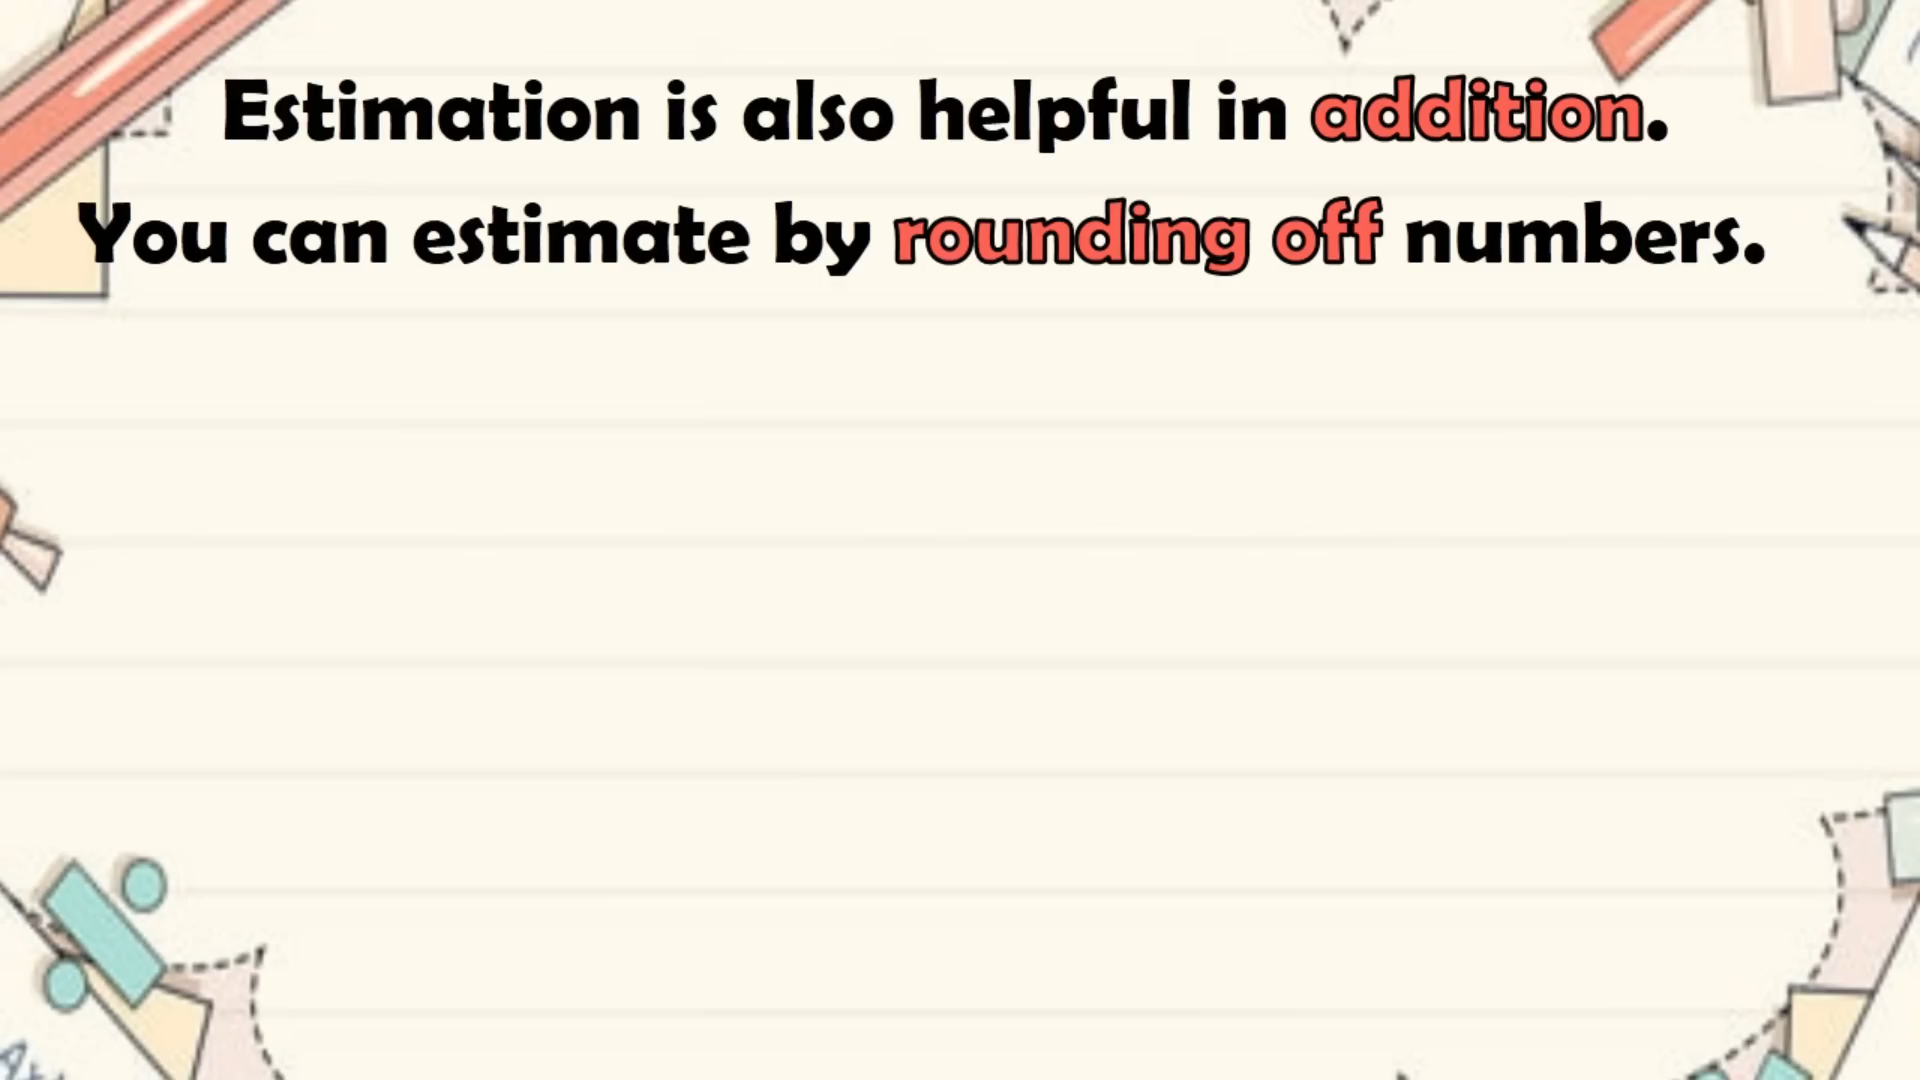 Estimation is also helpful in addition.
You can estimate by rounding off numbers.